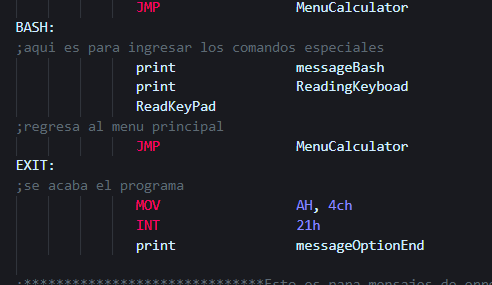 JMP MenuCalculator
BASH:
;aqui es para ingresar los comandos especiales
print messageBash
print ReadingKeyboad
ReadKeyPad
;regresa al menu principal
JMP MenuCalculator
EXIT:
;se acaba el programa
MOV AH, 4ch
INT 21h
print messageOptionEnd
;******************************Esto es para mensajes de